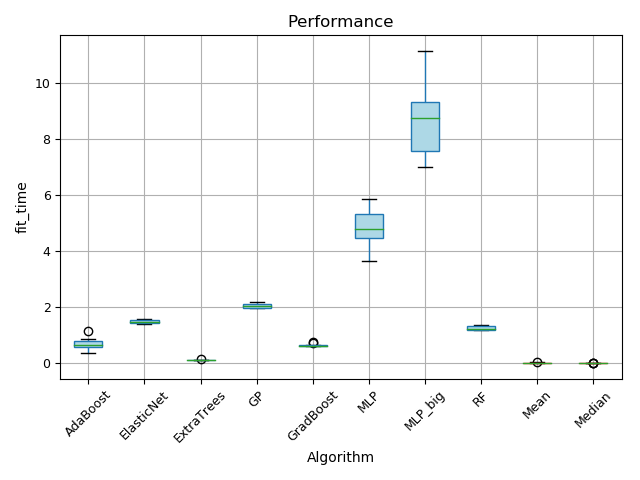 Performance
fit_time
10
8
6
4
2
0
AdaBoost
ElasticNet
ExtraTrees
GP
GradBoost
MLP
MLP_big
RF
Mean
Median
Algorithm